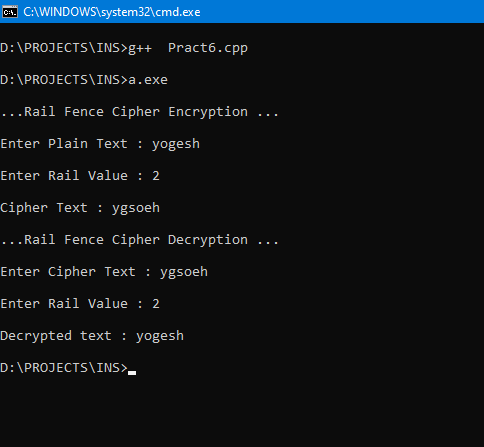 C:\WINDOWS\system32\cmd.exe
D:\PROJECTS\INS>g++  Pract6.cpp
D:\PROJECTS\INS>a.exe
...Rail Fence Cipher Encryption ...
Enter Plain Text : yogesh
Enter Rail Value : 2
Cipher Text : ygsoeh
...Rail Fence Cipher Decryption ...
Enter Cipher Text : ygsoeh
Enter Rail Value : 2
Decrypted text : yogesh
D:\PROJECTS\INS>